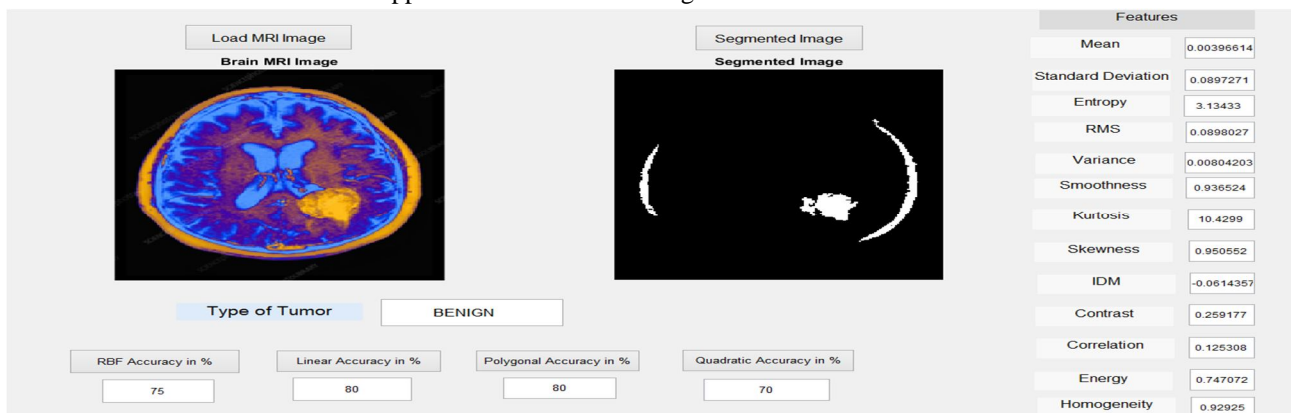 Load MRI Image
Brain MRI Image
Segmented Image
Segmented Image
Type of Tumor
BENIGN
RBF Accuracy in %
75
Linear Accuracy in %
80
Polygonal Accuracy in %
80
Quadratic Accuracy in %
70
Features
Mean
0.00396614
Standard Deviation
0.0897271
Entropy
3.13433
RMS
0.0898027
Variance
0.00804203
Smoothness
0.936524
Kurtosis
10.4299
Skewness
0.950552
IDM
-0.0614357
Contrast
0.259177
Correlation
0.125308
Energy
0.747072
Homogeneity
0.92925